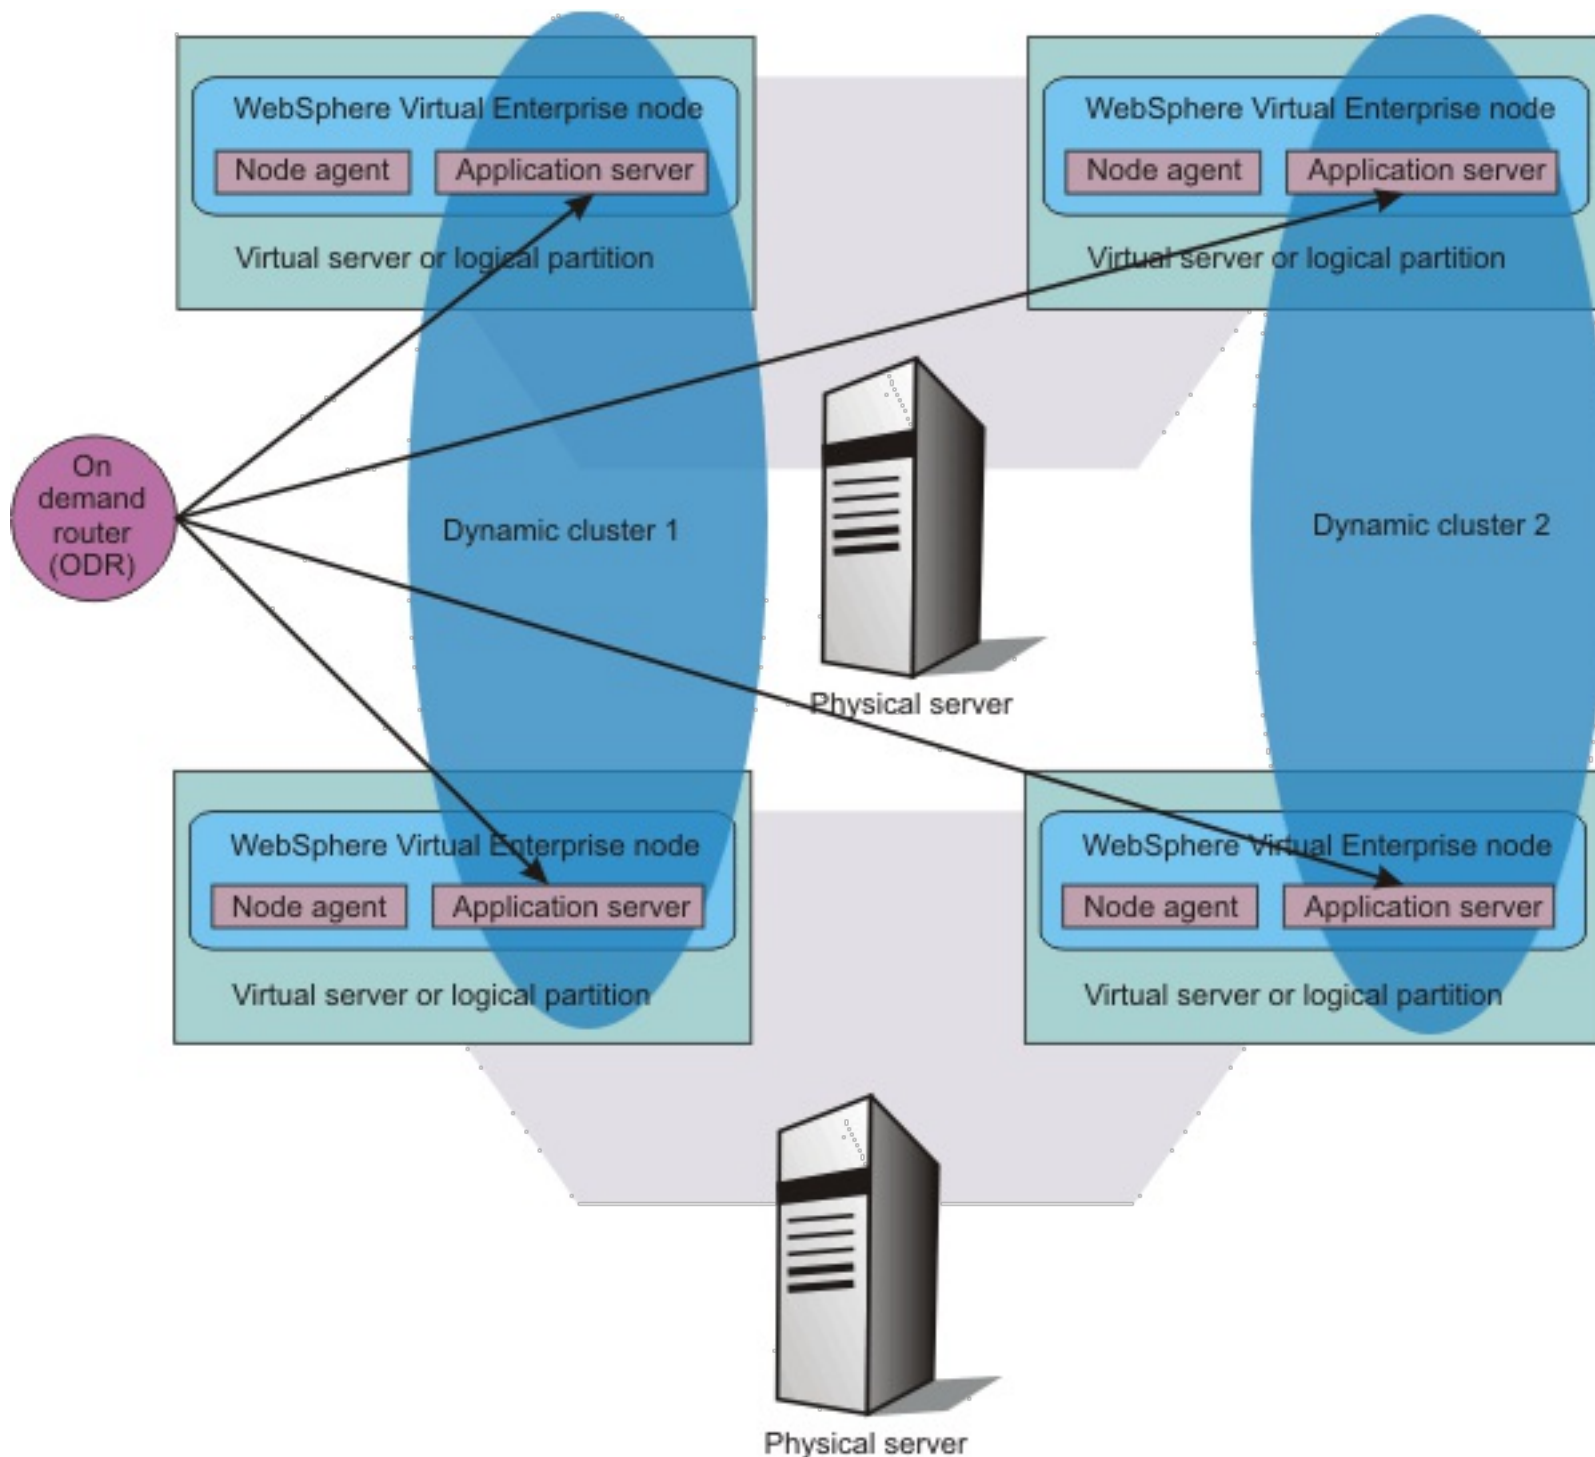 WebSphere Virtual Enterprise node
Node agent
Application server
Virtual server or logical partition
WebSphere Virtual Enterprise node
Node agent
Application server
Virtual server or logical partition
On
demand
router
(ODR)
Dynamic cluster 1
Dynamic cluster 2
Physical server
WebSphere Virtual Enterprise node
Node agent
Application server
Virtual server or logical partition
WebSphere Virtual Enterprise node
Node agent
Application server
Virtual server or logical partition
Physical server